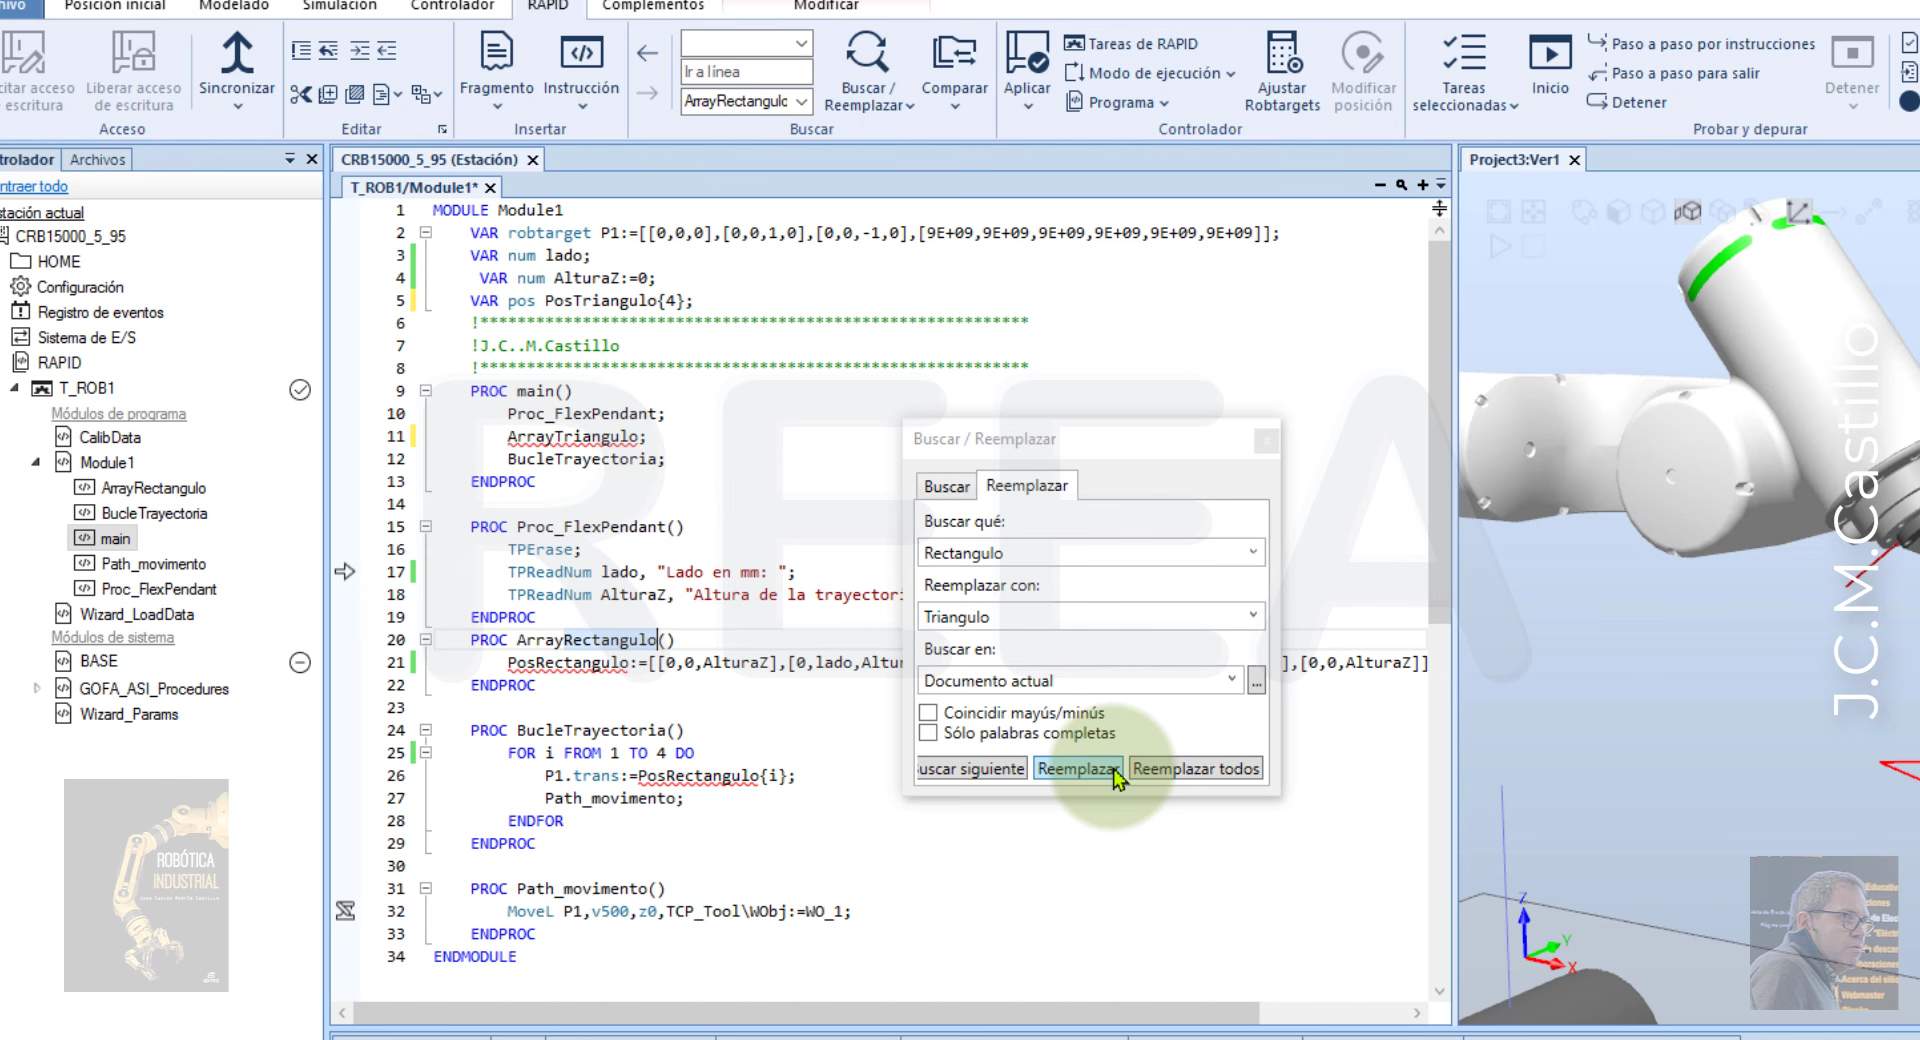 Posición inicial
Modelado
Simulación
Controlador
RAPID
Complementos
Modificar
escritura
Liberar acceso
de escritura
Acceso
Sincronizar
Editar
Fragmento
Instrucción
Insertar
Ir a línea
ArrayRectangulo
Buscar /
Reemplazar
Comparar
Buscar
Aplicar
Tareas de RAPID
Modo de ejecución
Programa
Ajustar
Robtargets
Modificar
posición
Controlador
Tareas
seleccionadas
Inicio
Paso a paso por instrucciones
Paso a paso para salir
Detener
Detener
Probar y depurar
Archivos
CRB15000_5_95
HOME
Configuración
Registro de eventos
Sistema de E/S
RAPID
T_ROB1
Módulos de programa
CalibData
Module1
ArrayRectangulo
BucleTrayectoria
main
Path_movimento
Proc_FlexPendant
Wizard_LoadData
Módulos de sistema
BASE
GOFA_ASI_Procedures
Wizard_Params
ROBÓTICA
INDUSTRIAL
CRB15000_5_95 (Estación)
T_ROB1/Module1*
1 MODULE Module1
2 VAR robtarget P1:=[[0,0,0],[0,0,1,0],[0,0,-1,0],[9E+09,9E+09,9E+09,9E+09,9E+09,9E+09]];
3 VAR num lado;
4 VAR num AlturaZ:=0;
5 VAR pos PosTriangulo{4};
6 !************************************************************
7 !J.C..M.Castillo
8 !************************************************************
9 PROC main()
10 Proc_FlexPendant;
11 ArrayTriangulo;
12 BucleTrayectoria;
13 ENDPROC
14
15 PROC Proc_FlexPendant()
16 TPErase;
17 TPReadNum lado, "Lado en mm: ";
18 TPReadNum AlturaZ, "Altura de la trayectori
19 ENDPROC
20 PROC ArrayRectangulo()
21 PosRectangulo:=[[0,0,AlturaZ],[0,lado,Altur ],[0,0,AlturaZ]]
22 ENDPROC
23
24 PROC BucleTrayectoria()
25 FOR i FROM 1 TO 4 DO
26 P1.trans:=PosRectangulo{i};
27 Path_movimento;
28 ENDFOR
29 ENDPROC
30
31 PROC Path_movimento()
32 MoveL P1,v500,z0,TCP_Tool\WObj:=WO_1;
33 ENDPROC
34 ENDMODULE
Buscar / Reemplazar
Buscar
Reemplazar
Buscar qué:
Rectangulo
Reemplazar con:
Triangulo
Buscar en:
Documento actual
...
Coincidir mayús/minús
Sólo palabras completas
uscar siguiente
Reemplazar
Reemplazar todos
Project3:Ver1
J.C.M.Castillo
Z
Y
X